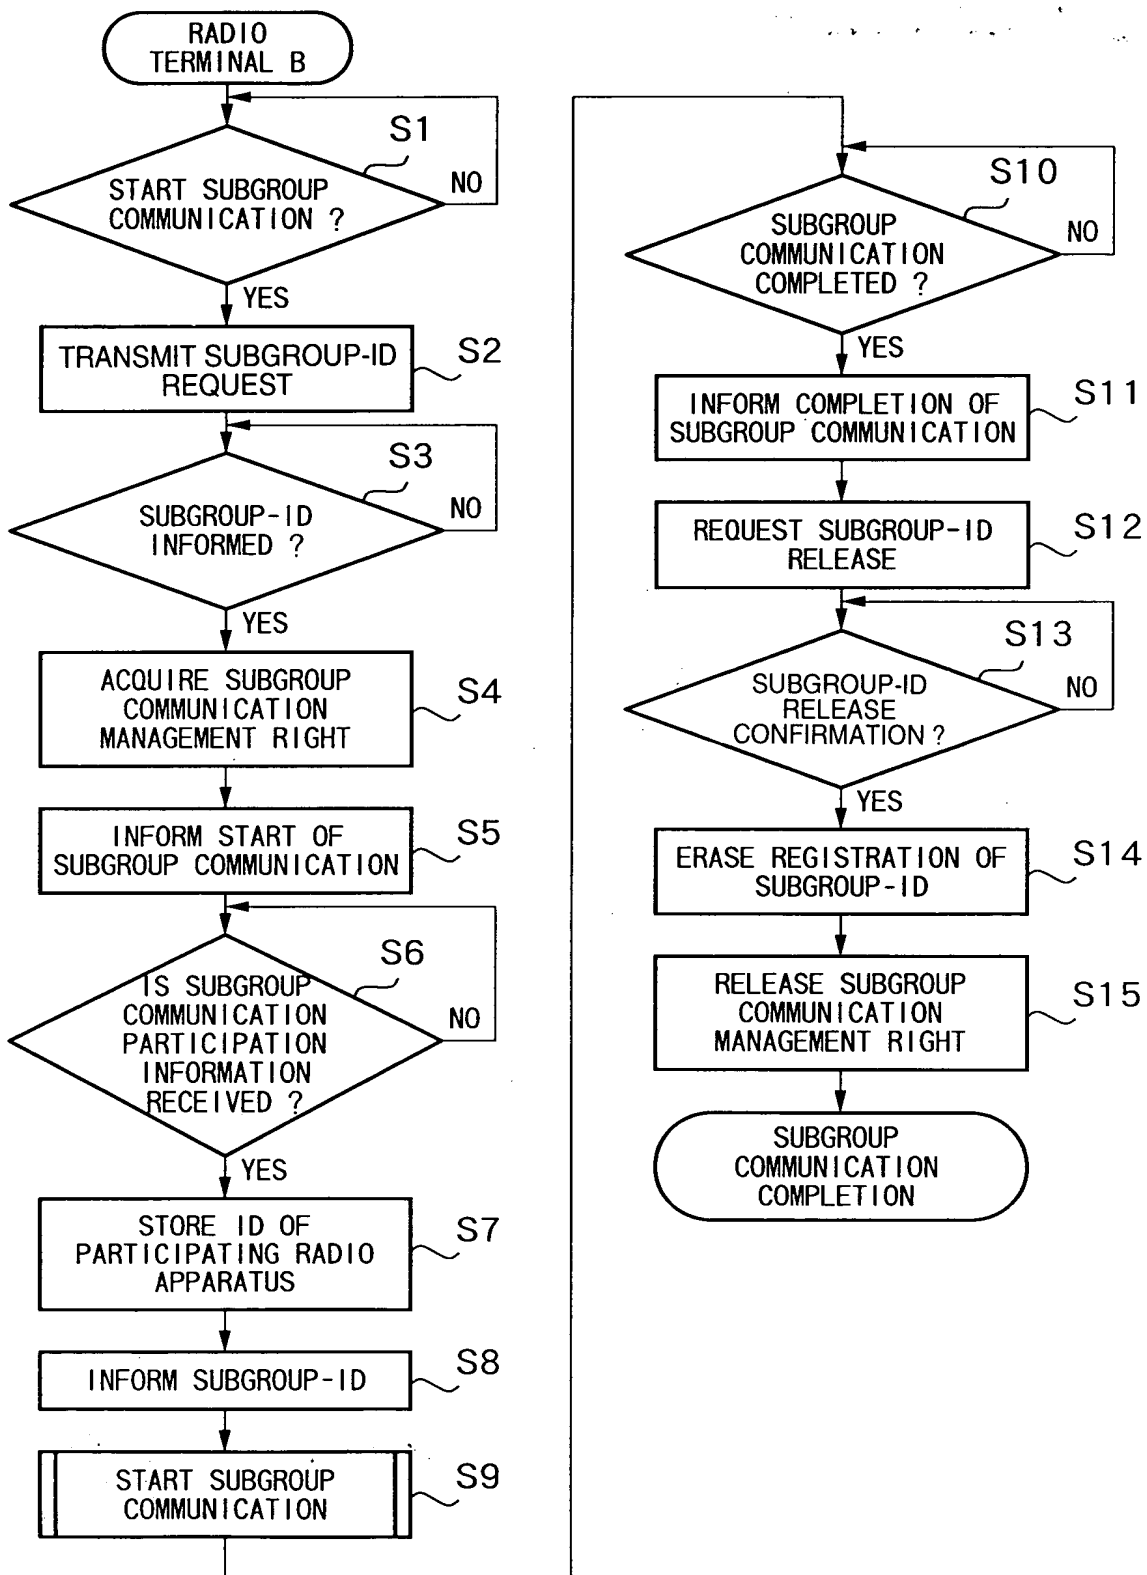 RADIO
TERMINAL B
S1
START SUBGROUP
COMMUNICATION ?
NO
YES
TRANSMIT SUBGROUP-ID
REQUEST
S2
S3
SUBGROUP-ID
INFORMED ?
NO
YES
ACQUIRE SUBGROUP
COMMUNICATION
MANAGEMENT RIGHT
S4
INFORM START OF
SUBGROUP COMMUNICATION
S5
S6
IS SUBGROUP
COMMUNICATION
PARTICIPATION
INFORMATION
RECEIVED ?
NO
YES
STORE ID OF
PARTICIPATING RADIO
APPARATUS
S7
INFORM SUBGROUP-ID
S8
START SUBGROUP
COMMUNICATION
S9
S10
SUBGROUP
COMMUNICATION
COMPLETED ?
NO
YES
INFORM COMPLETION OF
SUBGROUP COMMUNICATION
S11
REQUEST SUBGROUP-ID
RELEASE
S12
S13
SUBGROUP-ID
RELEASE
CONFIRMATION ?
NO
YES
ERASE REGISTRATION OF
SUBGROUP-ID
S14
RELEASE SUBGROUP
COMMUNICATION
MANAGEMENT RIGHT
S15
SUBGROUP
COMMUNICATION
COMPLETION